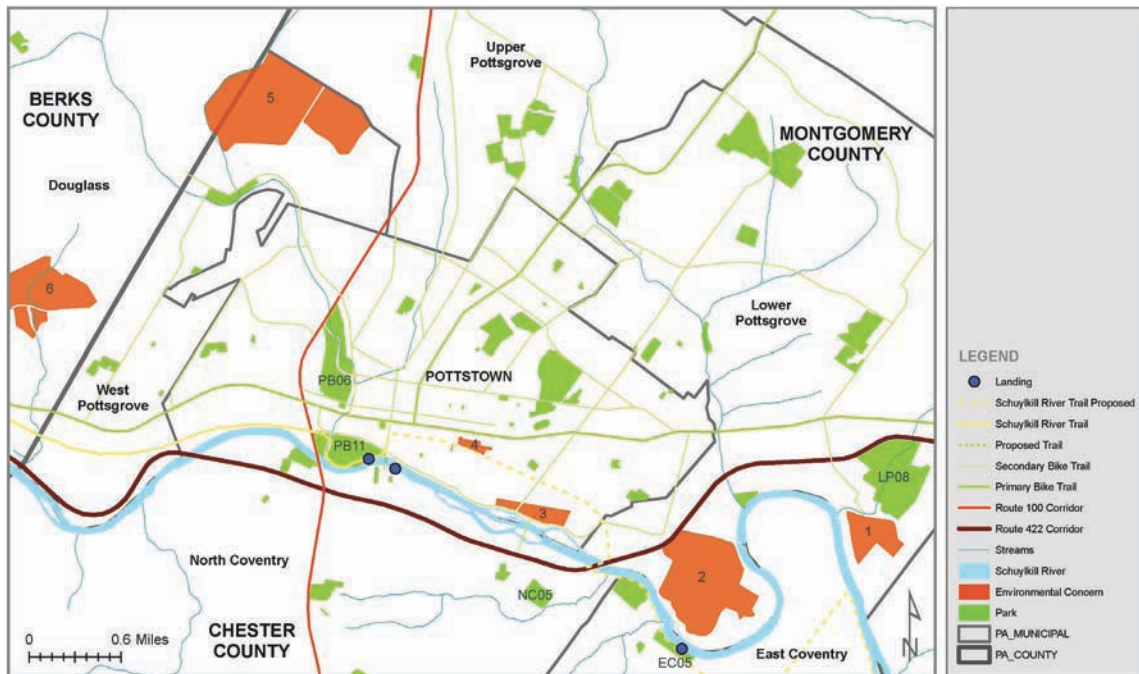 Upper
Pottsgrove
BERKS
COUNTY
5
MONTGOMERY
COUNTY
Douglass
6
Lower
Pottsgrove
West
Pottsgrove
PB06
POTTSTOWN
PB11
4
LP08
3
1
North Coventry
2
NC05
0 0.6 Miles
CHESTER
COUNTY
EC05
East Coventry
N
LEGEND
Landing
Schuylkill River Trail Proposed
Schuylkill River Trail
Proposed Trail
Secondary Bike Trail
Primary Bike Trail
Route 100 Corridor
Route 422 Corridor
Streams
Schuylkill River
Environmental Concern
Park
PA_MUNICIPAL
PA_COUNTY